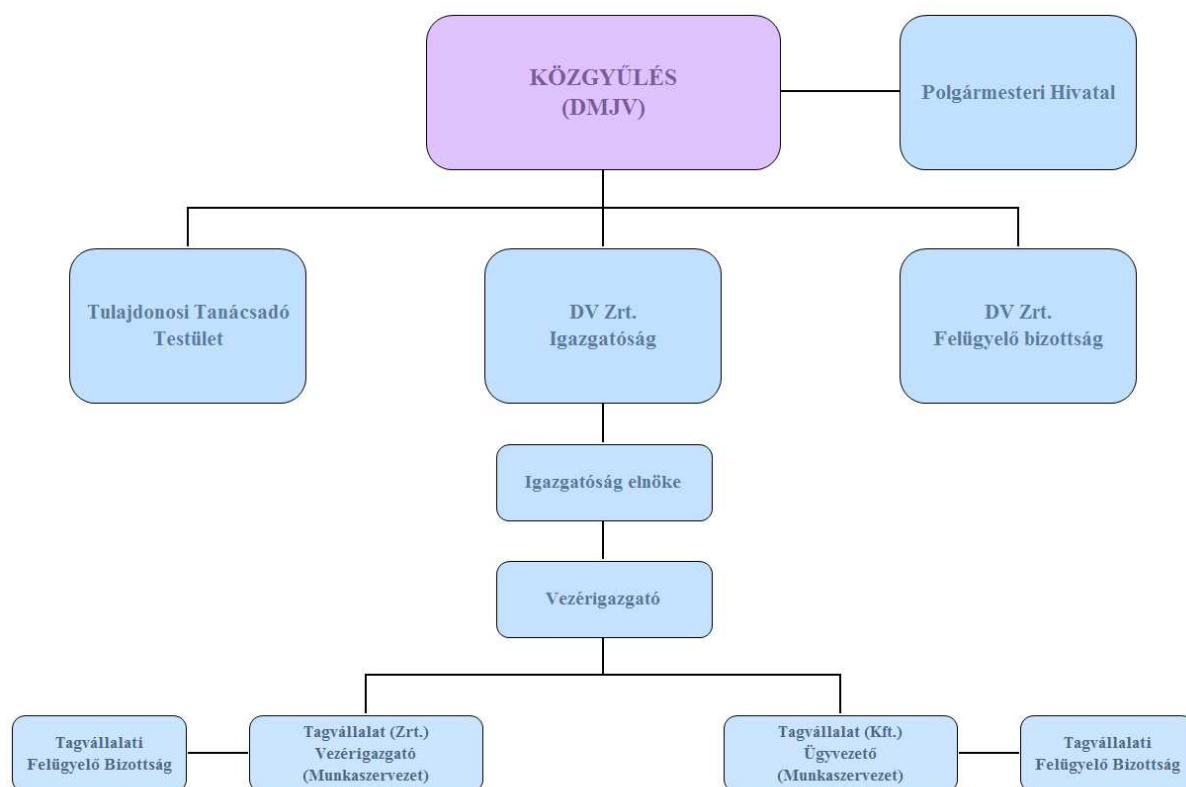 KÖZGYŰLÉS
(DMJV)
Polgármesteri Hivatal
Tulajdonosi Tanácsadó
Testület
DV Zrt.
Igazgatóság
DV Zrt.
Felügyelő bizottság
Igazgatóság elnöke
Vezérigazgató
Tagvállalati
Felügyelő Bizottság
Tagvállalat (Zrt.)
Vezérigazgató
(Munkaszervezet)
Tagvállalat (Kft.)
Ügyvezető
(Munkaszervezet)
Tagvállalati
Felügyelő Bizottság